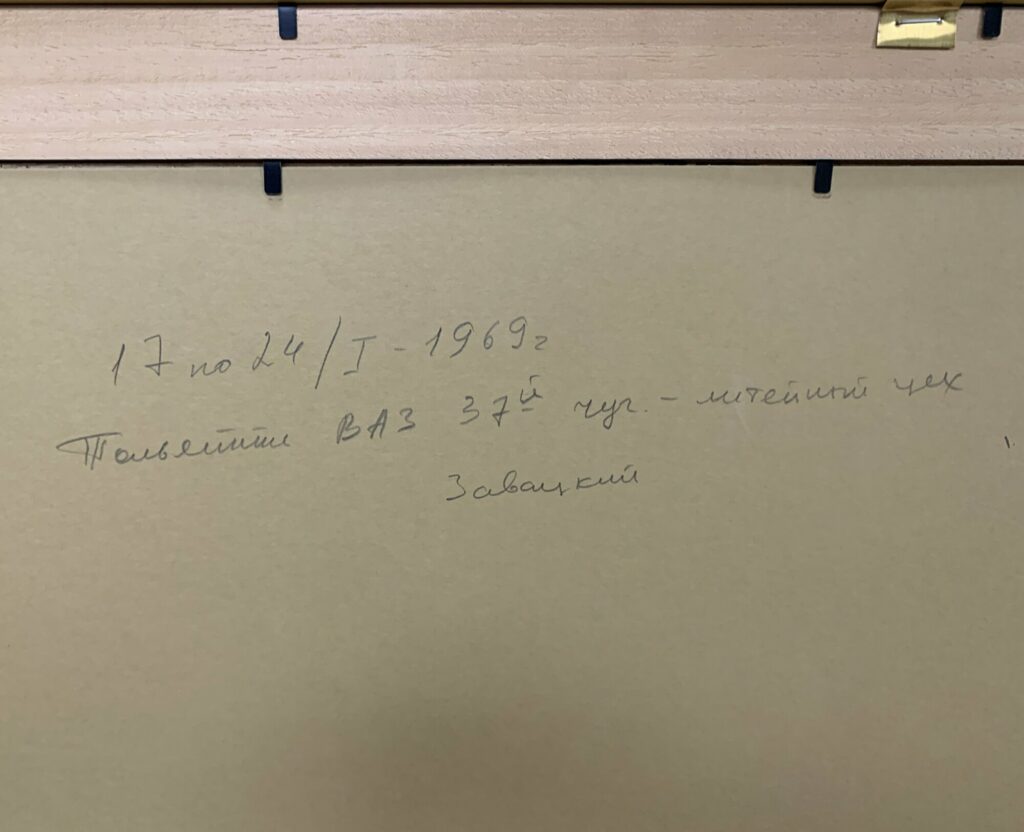 17 по 24/I - 1969г
Тольятти ВАЗ 37й чуг. - литейный цех
Завацкий